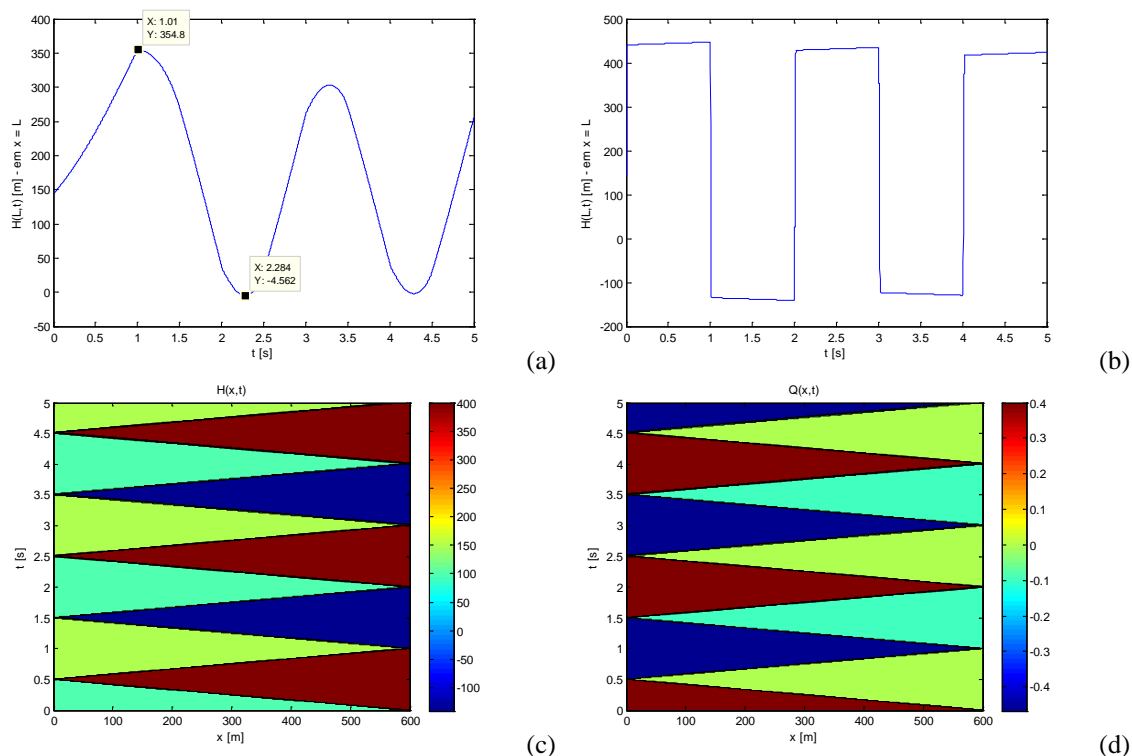 400
350
300
250
200
150
100
50
0
-50
H(L,t) [m] - em x = L
X: 1.01
Y: 354.8
X: 2.284
Y: -4.562
0 0.5 1 1.5 2 2.5 3 3.5 4 4.5 5
t [s]
(a)
500
400
300
200
100
0
-100
-200
H(L,t) [m] - em x = L
0 0.5 1 1.5 2 2.5 3 3.5 4 4.5 5
t [s]
(b)
H(x,t)
5
4.5
4
3.5
3
2.5
2
1.5
1
0.5
0
t [s]
0 100 200 300 400 500 600
x [m]
400
350
300
250
200
150
100
50
0
-50
-100
(c)
Q(x,t)
5
4.5
4
3.5
3
2.5
2
1.5
1
0.5
0
t [s]
0 100 200 300 400 500 600
x [m]
0.4
0.3
0.2
0.1
0
-0.1
-0.2
-0.3
-0.4
(d)